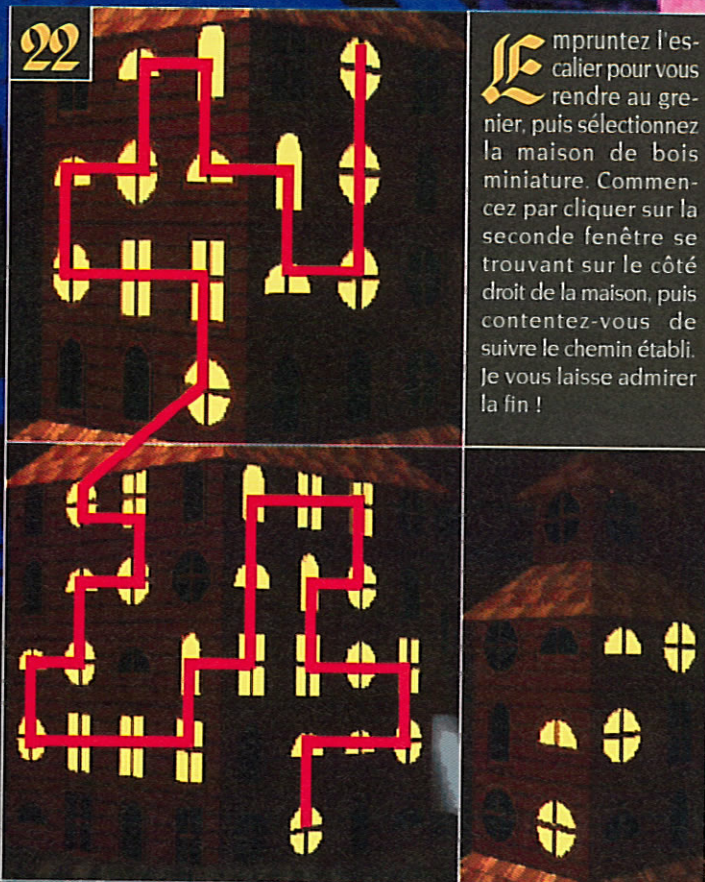 22
Empruntez l'es-
calier pour vous
rendre au gre-
nier, puis sélectionnez
la maison de bois
miniature. Commen-
cez par cliquer sur la
seconde fenêtre se
trouvant sur le côté
droit de la maison, puis
contentez-vous de
suivre le chemin établi.
Je vous laisse admirer
la fin !